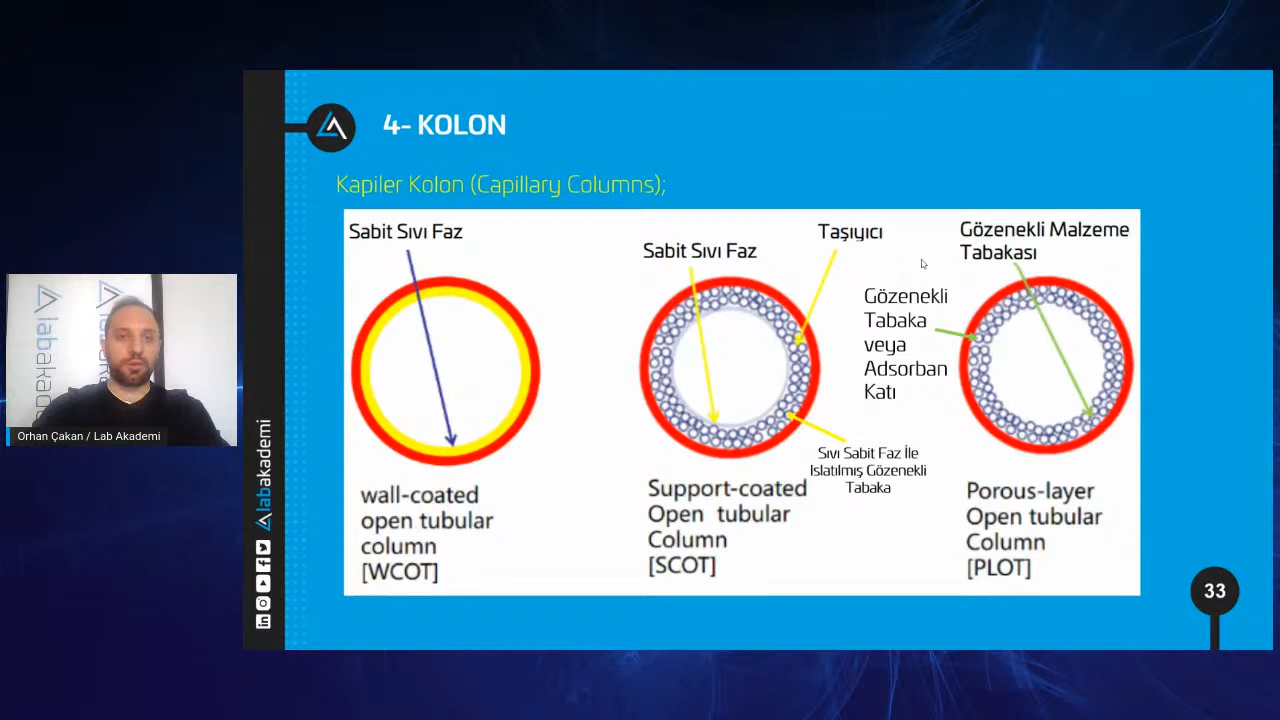 4- KOLON
Kapiler Kolon (Capillary Columns);
Sabit Sıvı Faz
wall-coated
open tubular
column
[WCOT]
Sabit Sıvı Faz
Taşıyıcı
Sıvı Sabit Faz İle
Islatılmış Gözenekli
Tabaka
Support-coated
Open tubular
Column
[SCOT]
Gözenekli Malzeme
Tabakası
Gözenekli
Tabaka
veya
Adsorban
Katı
Porous-layer
Open tubular
Column
[PLOT]
33
labakademi
labakade
Orhan Çakan / Lab Akademi